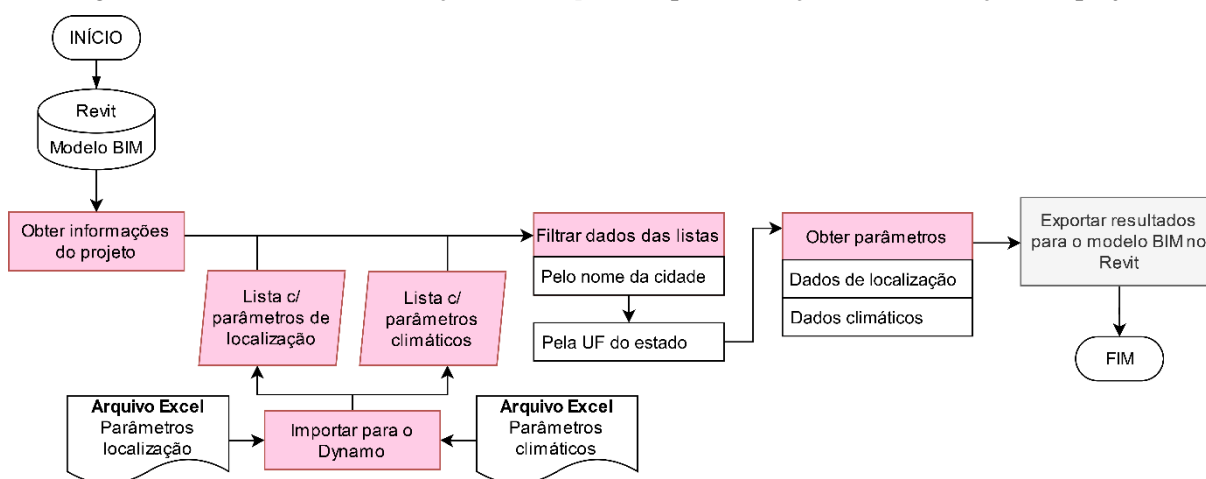 INÍCIO
Revit
Modelo BIM
Obter informações
do projeto
Lista c/
parâmetros de
localização
Lista c/
parâmetros
climáticos
Arquivo Excel
Parâmetros
localização
Importar para o
Dynamo
Arquivo Excel
Parâmetros
climáticos
Filtrar dados das listas
Pelo nome da cidade
Pela UF do estado
Obter parâmetros
Dados de localização
Dados climáticos
Exportar resultados
para o modelo BIM no
Revit
FIM